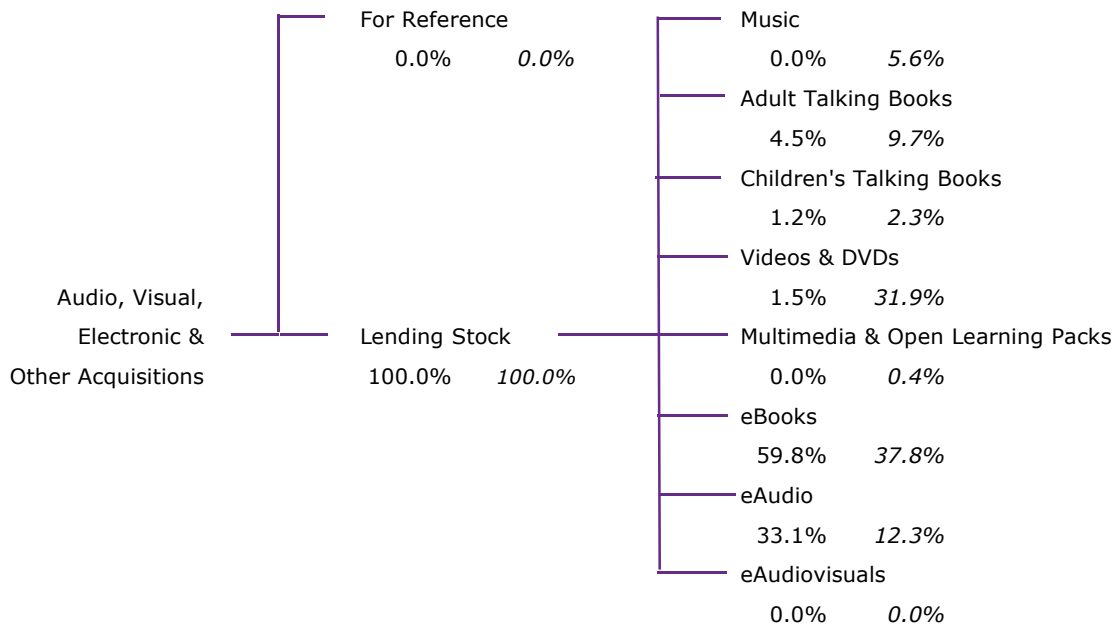 For Reference
0.0% 0.0%
Audio, Visual,
Electronic &
Other Acquisitions
Lending Stock
100.0% 100.0%
Music
0.0% 5.6%
Adult Talking Books
4.5% 9.7%
Children's Talking Books
1.2% 2.3%
Videos & DVDs
1.5% 31.9%
Multimedia & Open Learning Packs
0.0% 0.4%
eBooks
59.8% 37.8%
eAudio
33.1% 12.3%
eAudiovisuals
0.0% 0.0%